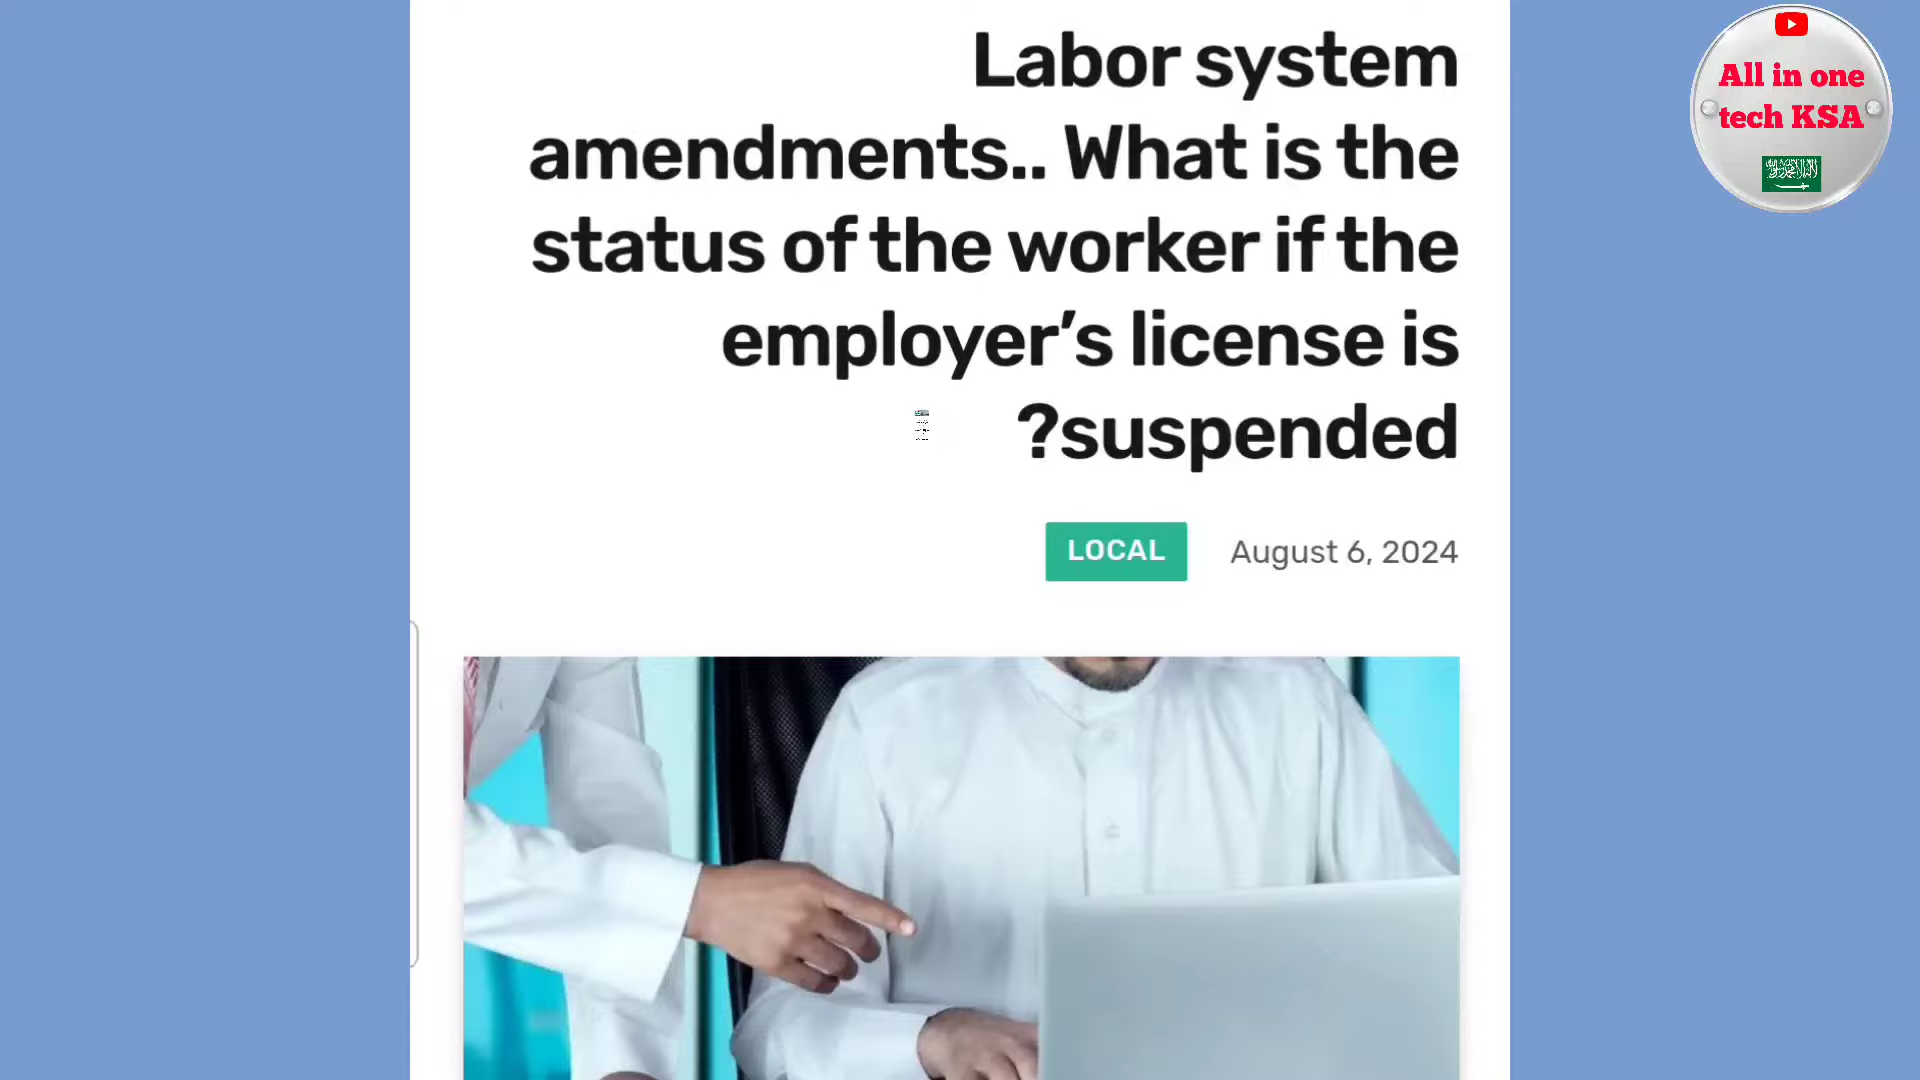 Labor system
amendments.. What is the
status of the worker if the
employer’s license is
?suspended
LOCAL
August 6, 2024
All in one
tech KSA